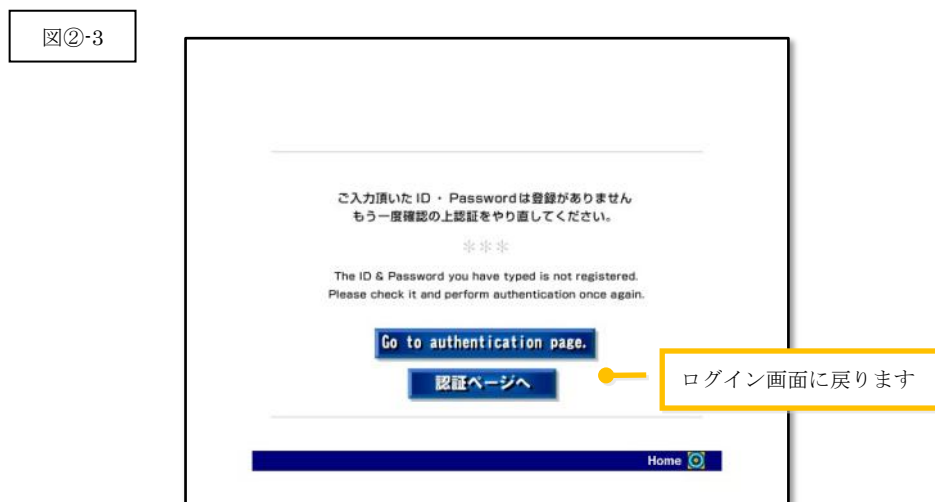 図②-3
ご入力頂いた ID ・ Passwordは登録がありません
もう一度確認の上認証をやり直してください。
***
The ID & Password you have typed is not registered.
Please check it and perform authentication once again.
Go to authentication page.
認証ページへ
ログイン画面に戻ります
Home